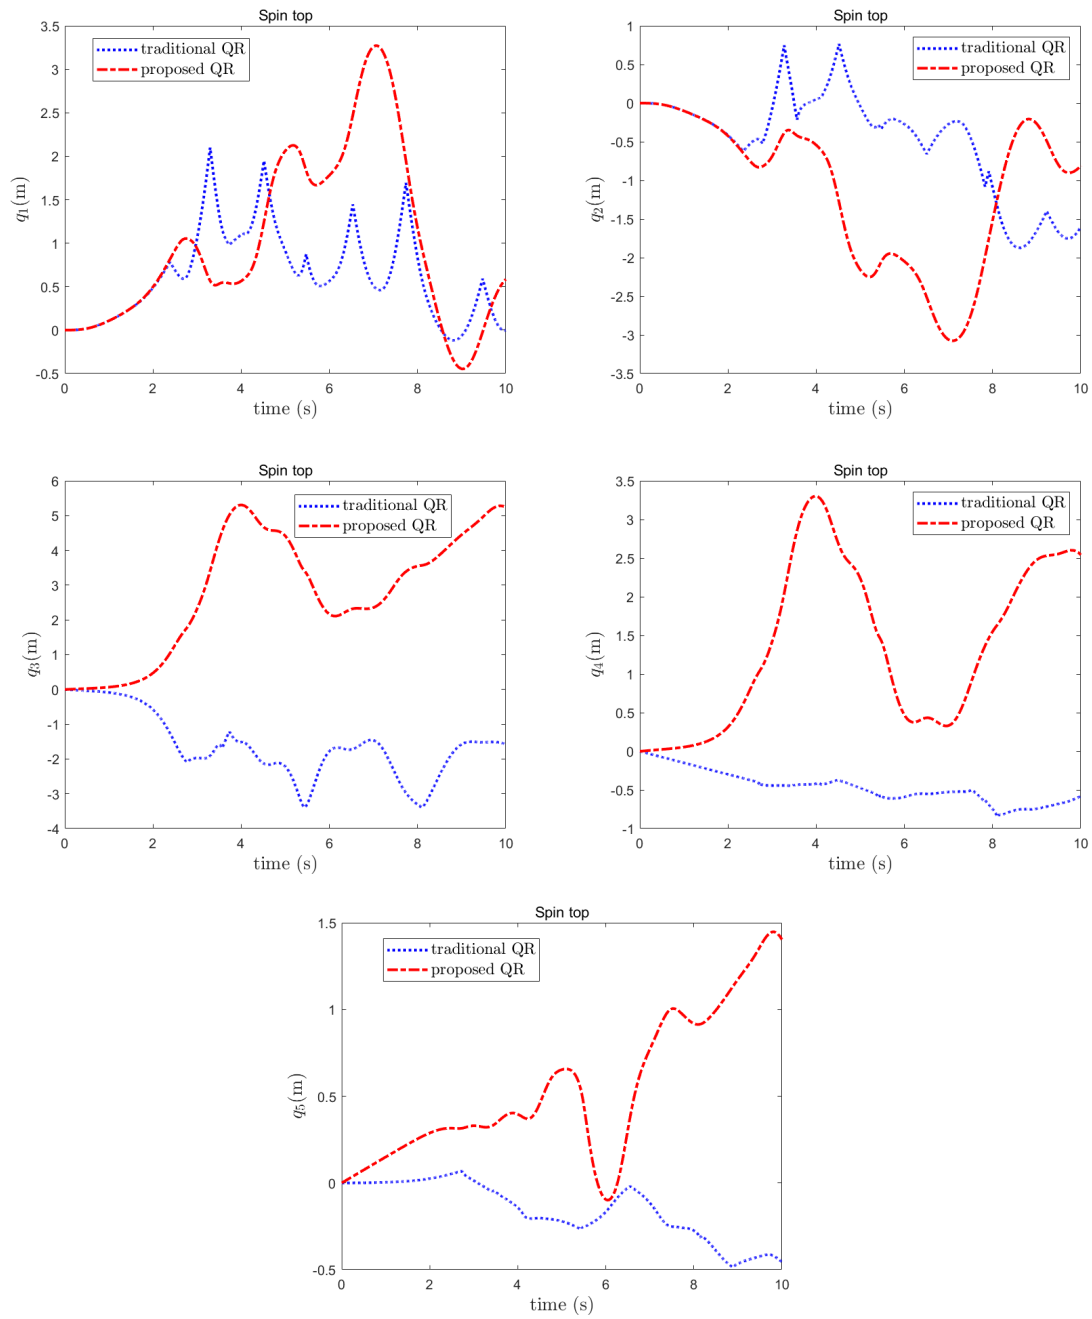 Spin top
traditional QR
proposed QR
3.5
3
2.5
2
1.5
1
0.5
0
-0.5
q1(m)
0 2 4 6 8 10
time (s)
Spin top
traditional QR
proposed QR
1
0.5
0
-0.5
-1
-1.5
-2
-2.5
-3
-3.5
q2(m)
0 2 4 6 8 10
time (s)
Spin top
traditional QR
proposed QR
6
5
4
3
2
1
0
-1
-2
-3
-4
q3(m)
0 2 4 6 8 10
time (s)
Spin top
traditional QR
proposed QR
3.5
3
2.5
2
1.5
1
0.5
0
-0.5
-1
q4(m)
0 2 4 6 8 10
time (s)
Spin top
traditional QR
proposed QR
1.5
1
0.5
0
-0.5
q5(m)
0 2 4 6 8 10
time (s)